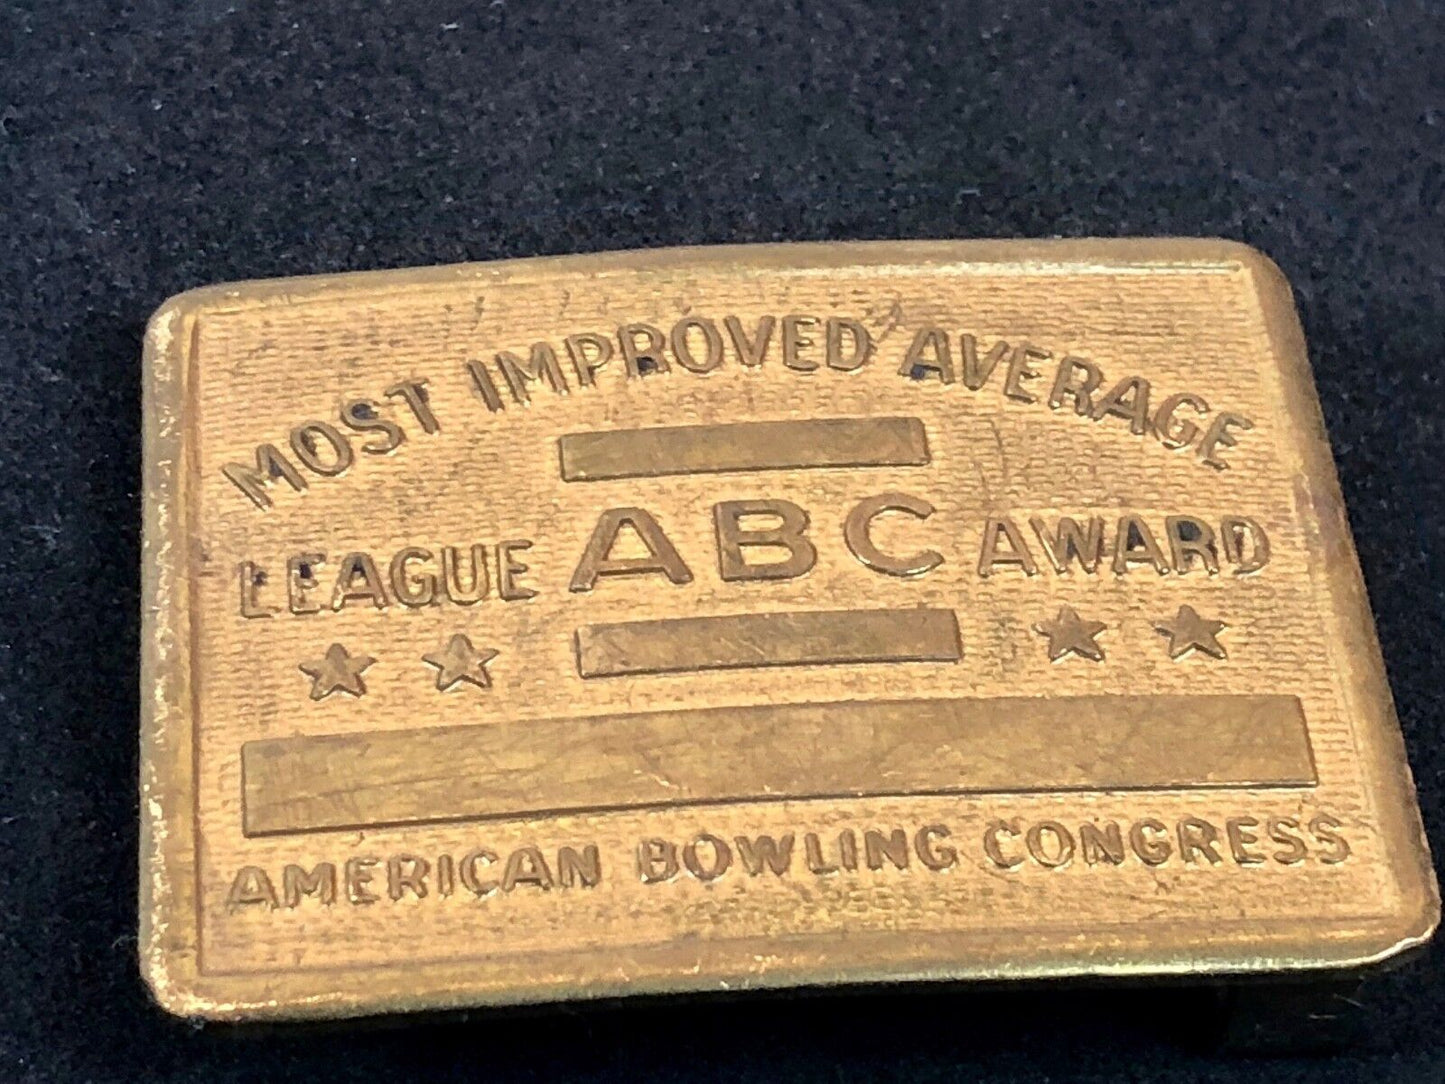 MOST IMPROVED AVERAGE
LEAGUE ABC AWARD
AMERICAN BOWLING CONGRESS